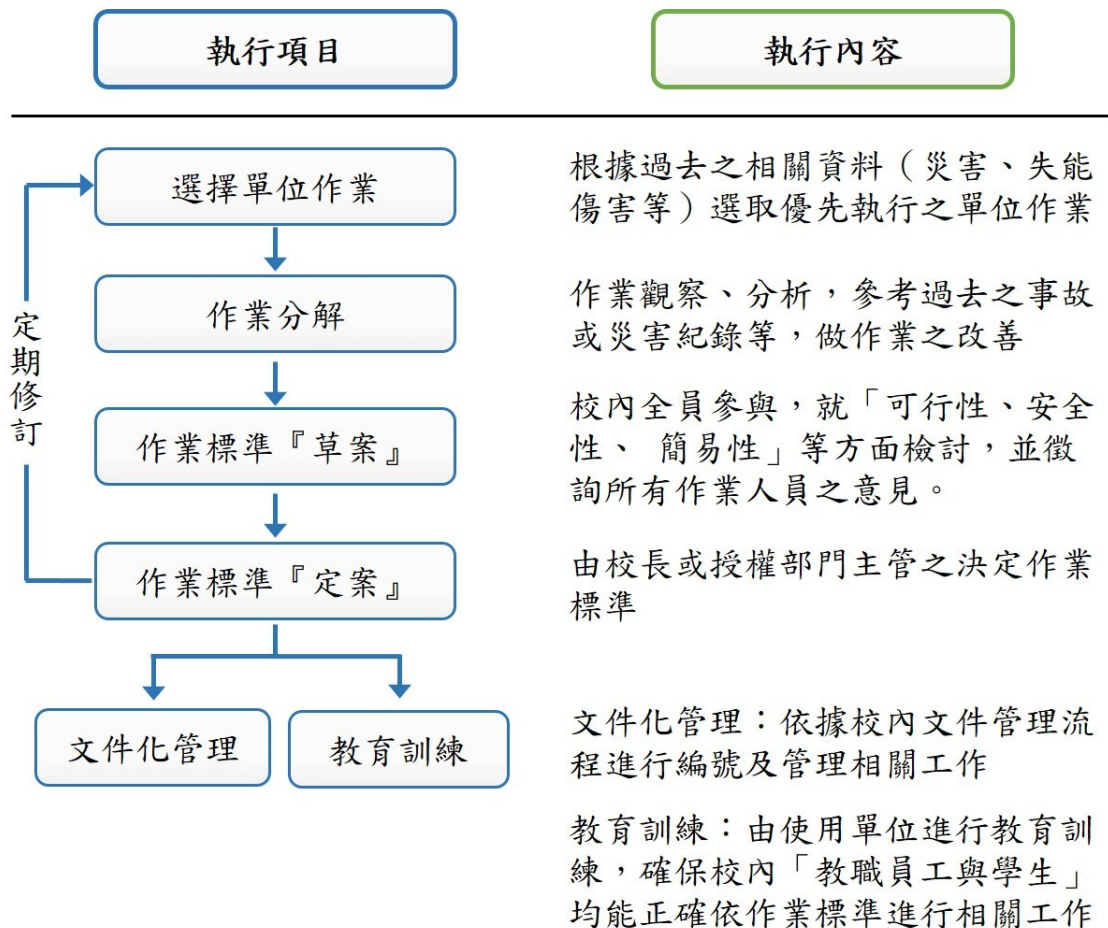 執行項目
執行內容
選擇單位作業
根據過去之相關資料（災害、失能
傷害等）選取優先執行之單位作業
作業分解
作業觀察、分析，參考過去之事故
或災害紀錄等，做作業之改善
定期修訂
作業標準『草案』
校內全員參與，就「可行性、安全
性、 簡易性」等方面檢討，並徵
詢所有作業人員之意見。
作業標準『定案』
由校長或授權部門主管之決定作業
標準
文件化管理
教育訓練
文件化管理：依據校內文件管理流
程進行編號及管理相關工作
教育訓練：由使用單位進行教育訓
練，確保校內「教職員工與學生」
均能正確依作業標準進行相關工作